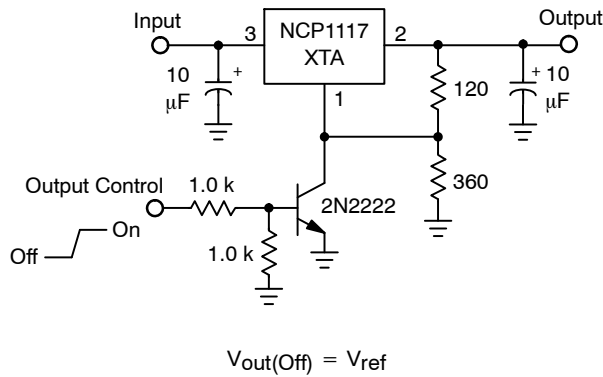 Input
Output
3
NCP1117
XTA
2
10
µF
+
1
+ 10
µF
120
360
Output Control
1.0 k
2N2222
On
Off
1.0 k
Vout(Off) = Vref